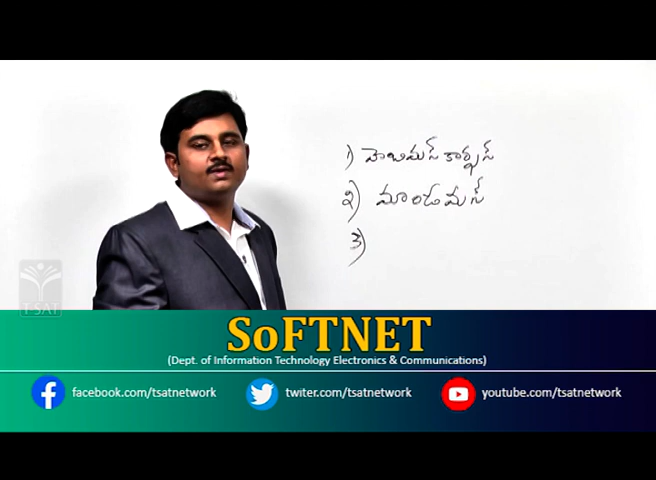 1) హెబియస్ కార్పస్
2) మాండమస్
3)
T-SAT
SoFTNET
(Dept. of Information Technology Electronics & Communications)
facebook.com/tsatnetwork
twiter.com/tsatnetwork
youtube.com/tsatnetwork